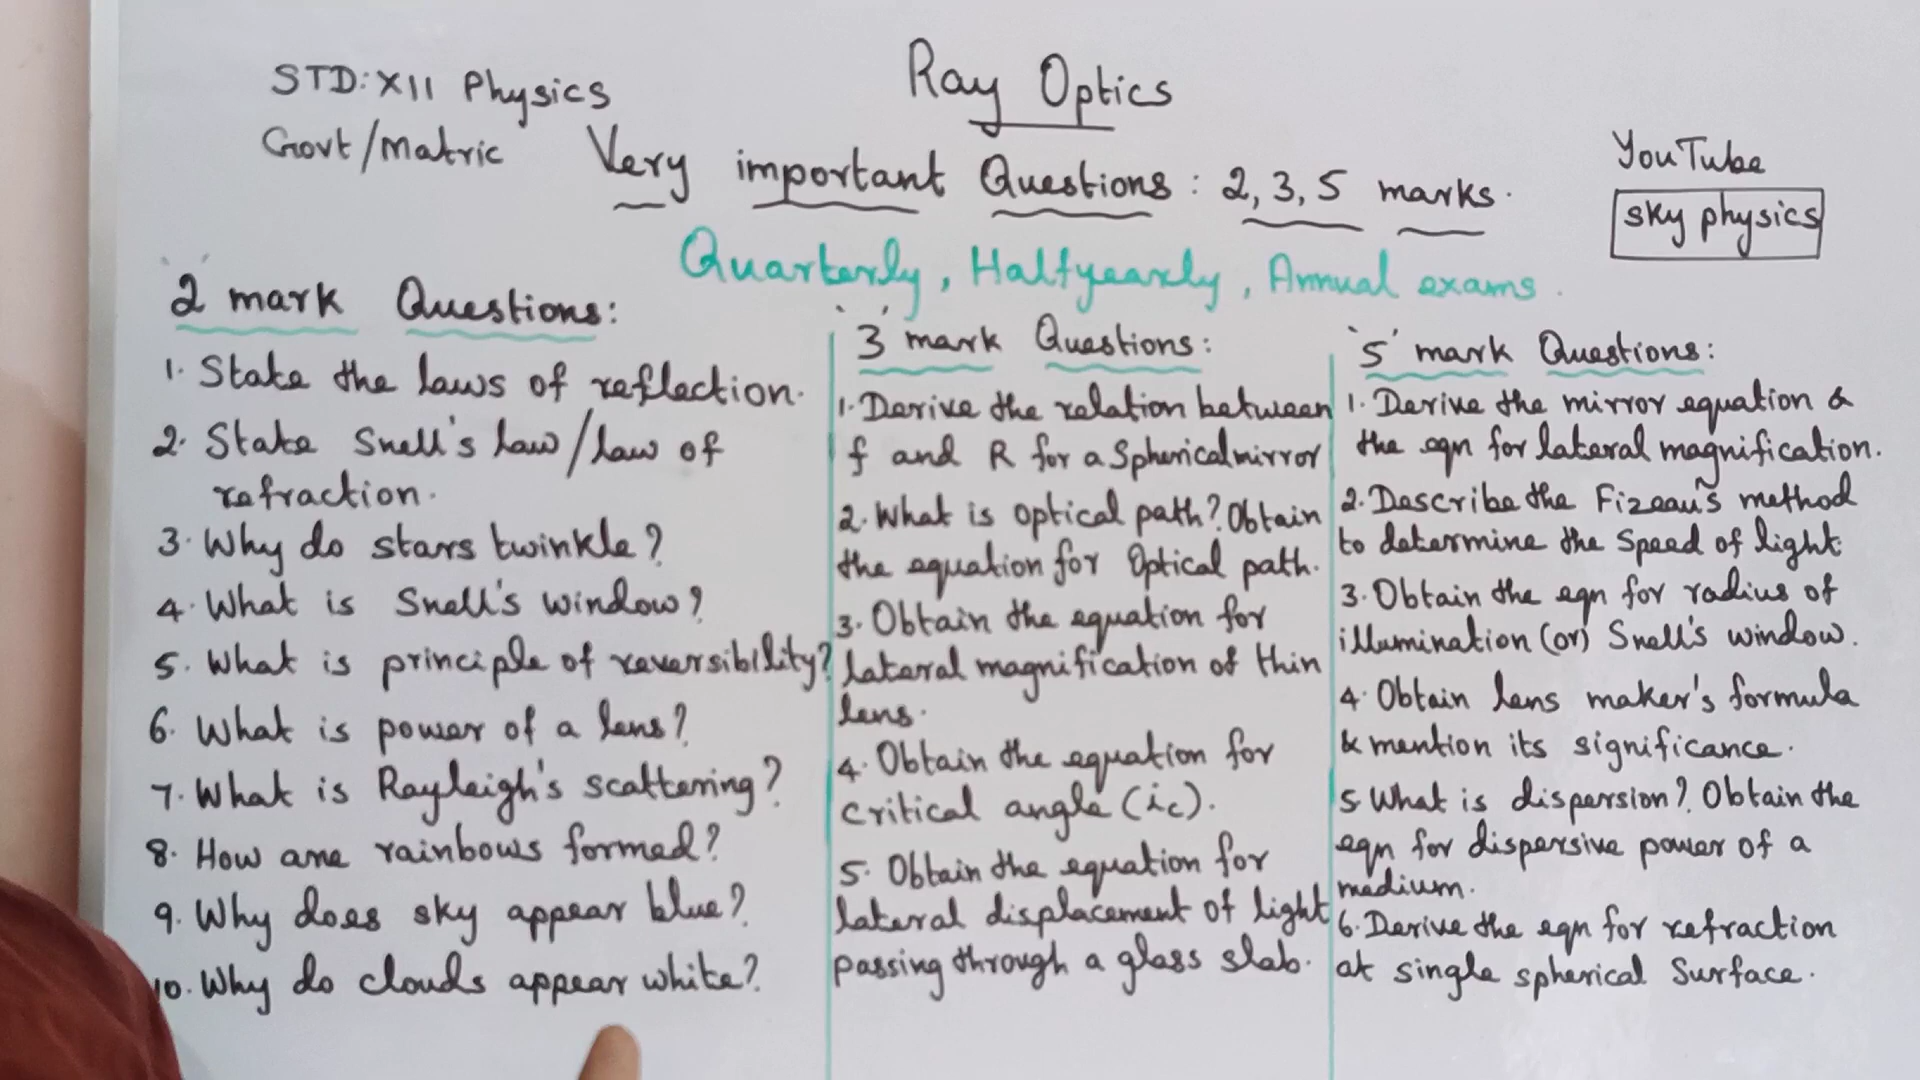 STD: XII Physics
Govt/Matric
Ray Optics
Very important Questions: 2, 3, 5 marks.
YouTube
sky physics
Quarterly, Halfyearly, Annual exams.
2 mark Questions:
1. State the laws of reflection.
2. State Snell's law/law of
refraction.
3. Why do stars twinkle?
4. What is Snell's window?
5. What is principle of reversibility?
6. What is power of a lens?
7. What is Rayleigh's scattering?
8. How are rainbows formed?
9. Why does sky appear blue?
10. Why do clouds appear white?
'3' mark Questions:
1. Derive the relation between
f and R for a Spherical mirror
2. What is optical path? Obtain
the equation for Optical path.
3. Obtain the equation for
lateral magnification of thin
lens.
4. Obtain the equation for
critical angle (ic).
5. Obtain the equation for
lateral displacement of light
passing through a glass slab.
'5' mark Questions:
1. Derive the mirror equation &
the eqn for lateral magnification.
2. Describe the Fizeau's method
to determine the Speed of light.
3. Obtain the eqn for radius of
illumination (or) Snell's window.
4. Obtain lens maker's formula
& mention its significance.
5 What is dispersion? Obtain the
eqn for dispersive power of a
medium.
6. Derive the eqn for refraction
at single spherical Surface.